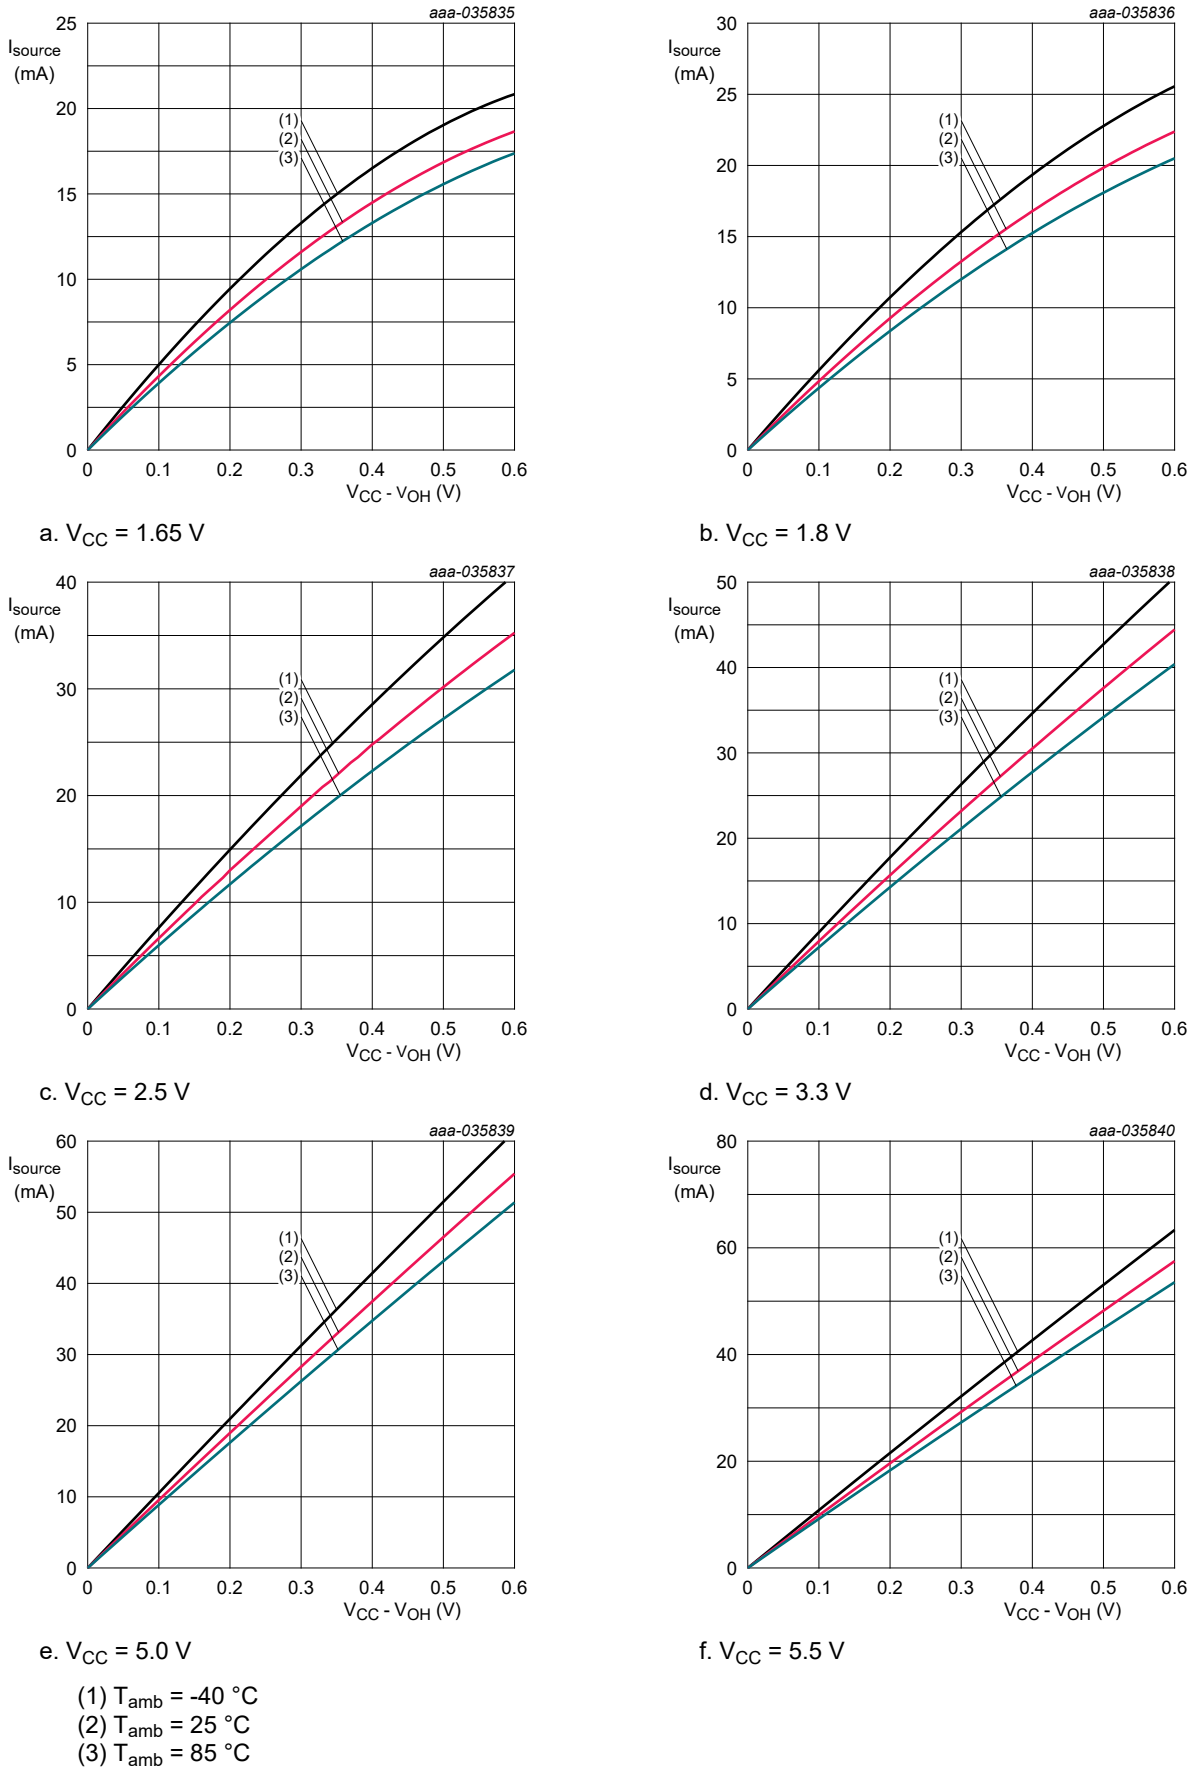 aaa-035835
25
Isource
(mA)
20
15
10
5
0
(1)
(2)
(3)
0 0.1 0.2 0.3 0.4 0.5 0.6
VCC - VOH (V)
a. VCC = 1.65 V
aaa-035836
30
Isource
(mA)
25
20
15
10
5
0
(1)
(2)
(3)
0 0.1 0.2 0.3 0.4 0.5 0.6
VCC - VOH (V)
b. VCC = 1.8 V
aaa-035837
40
Isource
(mA)
30
20
10
0
(1)
(2)
(3)
0 0.1 0.2 0.3 0.4 0.5 0.6
VCC - VOH (V)
c. VCC = 2.5 V
aaa-035838
50
Isource
(mA)
40
30
20
10
0
(1)
(2)
(3)
0 0.1 0.2 0.3 0.4 0.5 0.6
VCC - VOH (V)
d. VCC = 3.3 V
aaa-035839
60
Isource
(mA)
50
40
30
20
10
0
(1)
(2)
(3)
0 0.1 0.2 0.3 0.4 0.5 0.6
VCC - VOH (V)
e. VCC = 5.0 V
aaa-035840
80
Isource
(mA)
60
40
20
0
(1)
(2)
(3)
0 0.1 0.2 0.3 0.4 0.5 0.6
VCC - VOH (V)
f. VCC = 5.5 V
(1) Tamb = -40 °C
(2) Tamb = 25 °C
(3) Tamb = 85 °C